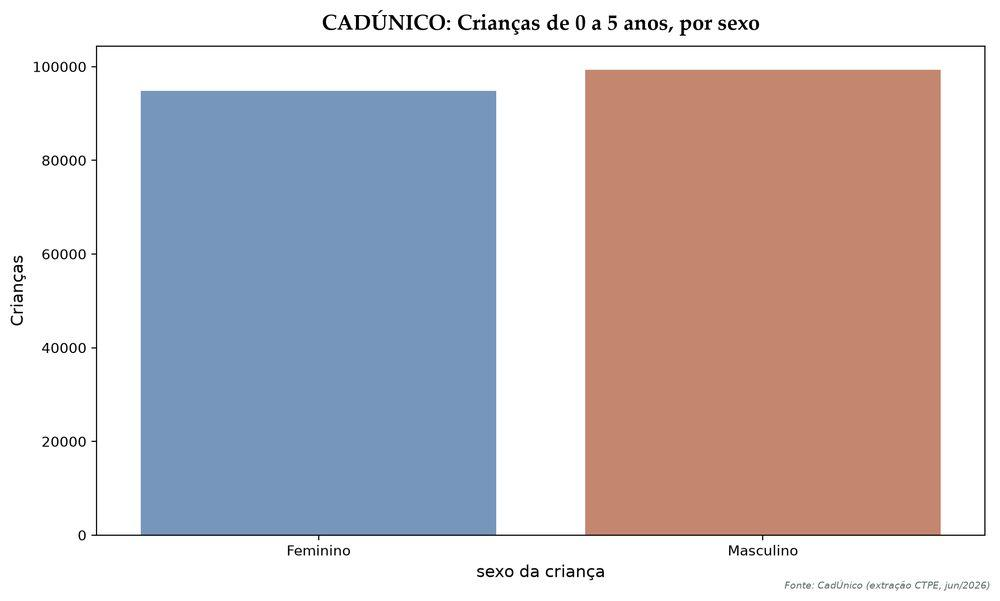 CADÚNICO: Crianças de 0 a 5 anos, por sexo
100000
80000
60000
40000
20000
0
Crianças
Feminino
Masculino
sexo da criança
Fonte: CadÚnico (extração CTPE, jun/2026)